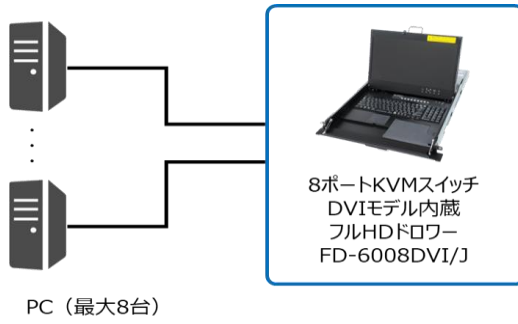 8ポートKVMスイッチ
DVIモデル内蔵
フルHDドロワー
FD-6008DVI/J
PC（最大8台）